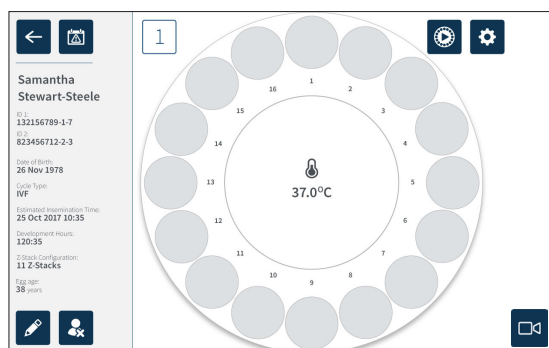 Samantha
Stewart-Steele
ID 1:
132156789-1-7
ID 2:
823456712-2-3
Date of Birth:
26 Nov 1978
Cycle Type:
IVF
Estimated Insemination Time:
25 Oct 2017 10:35
Development Hours:
120:35
Z-Stack Configuration:
11 Z-Stacks
Egg age:
38 years
1
1
2
3
4
5
6
7
8
9
10
11
12
13
14
15
16
37.0°C